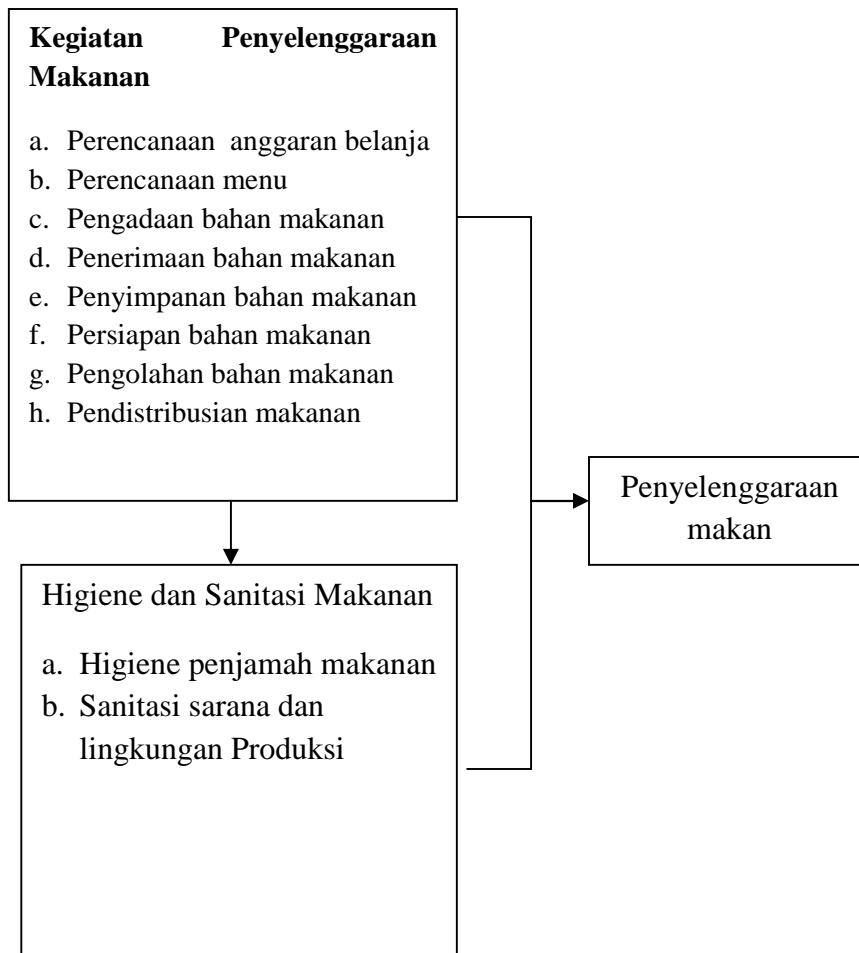 Kegiatan Penyelenggaraan
Makanan
a. Perencanaan anggaran belanja
b. Perencanaan menu
c. Pengadaan bahan makanan
d. Penerimaan bahan makanan
e. Penyimpanan bahan makanan
f. Persiapan bahan makanan
g. Pengolahan bahan makanan
h. Pendistribusian makanan
Penyelenggaraan
makan
Higiene dan Sanitasi Makanan
a. Higiene penjamah makanan
b. Sanitasi sarana dan
lingkungan Produksi